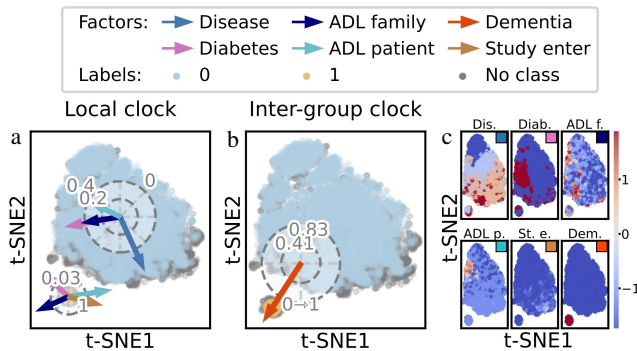 Factors: Disease ADL family Dementia
Diabetes ADL patient Study enter
Labels: 0 1 No class
Local clock Inter-group clock
a b c
Dis. Diab. ADL f.
0.4 0.2 0
0.83
0.41
0.03
1
0→1
ADL p. St. e. Dem.
1
0
−1
t-SNE2 t-SNE2 t-SNE2
t-SNE1 t-SNE1 t-SNE1